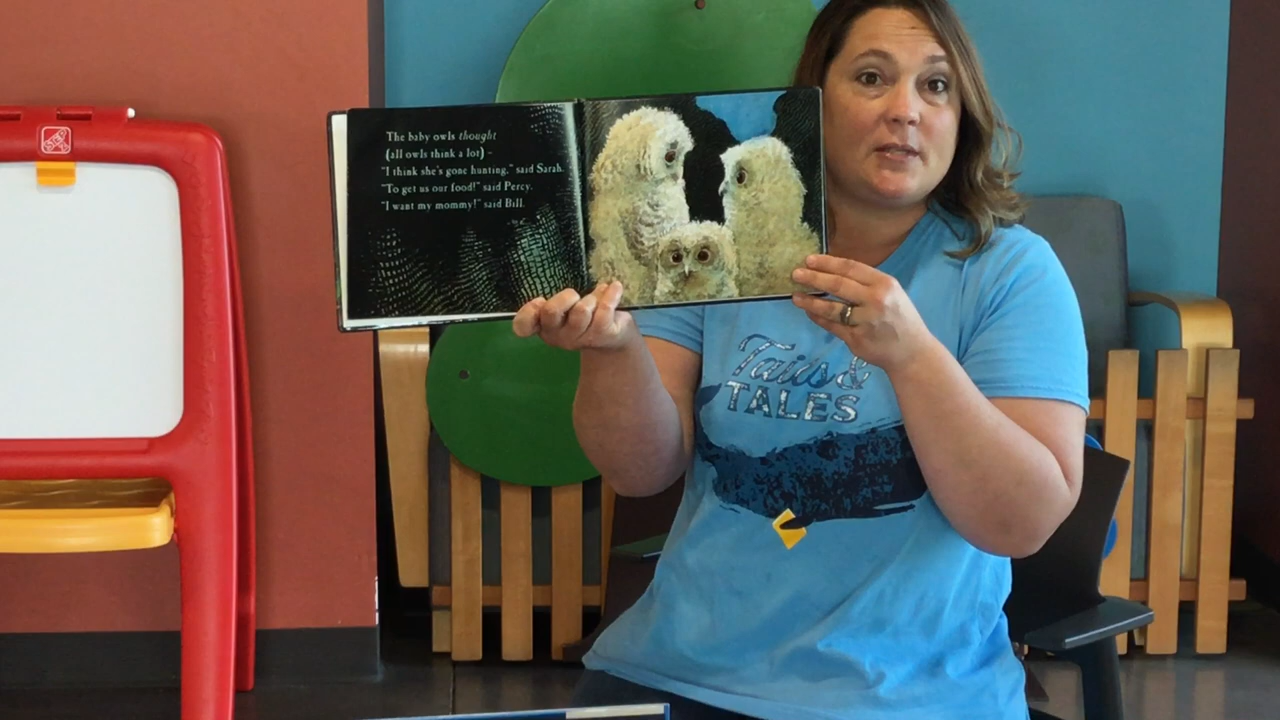 The baby owls thought
(all owls think a lot) –
"I think she's gone hunting," said Sarah.
"To get us our food!" said Percy.
"I want my mommy!" said Bill.
Tails &
TALES